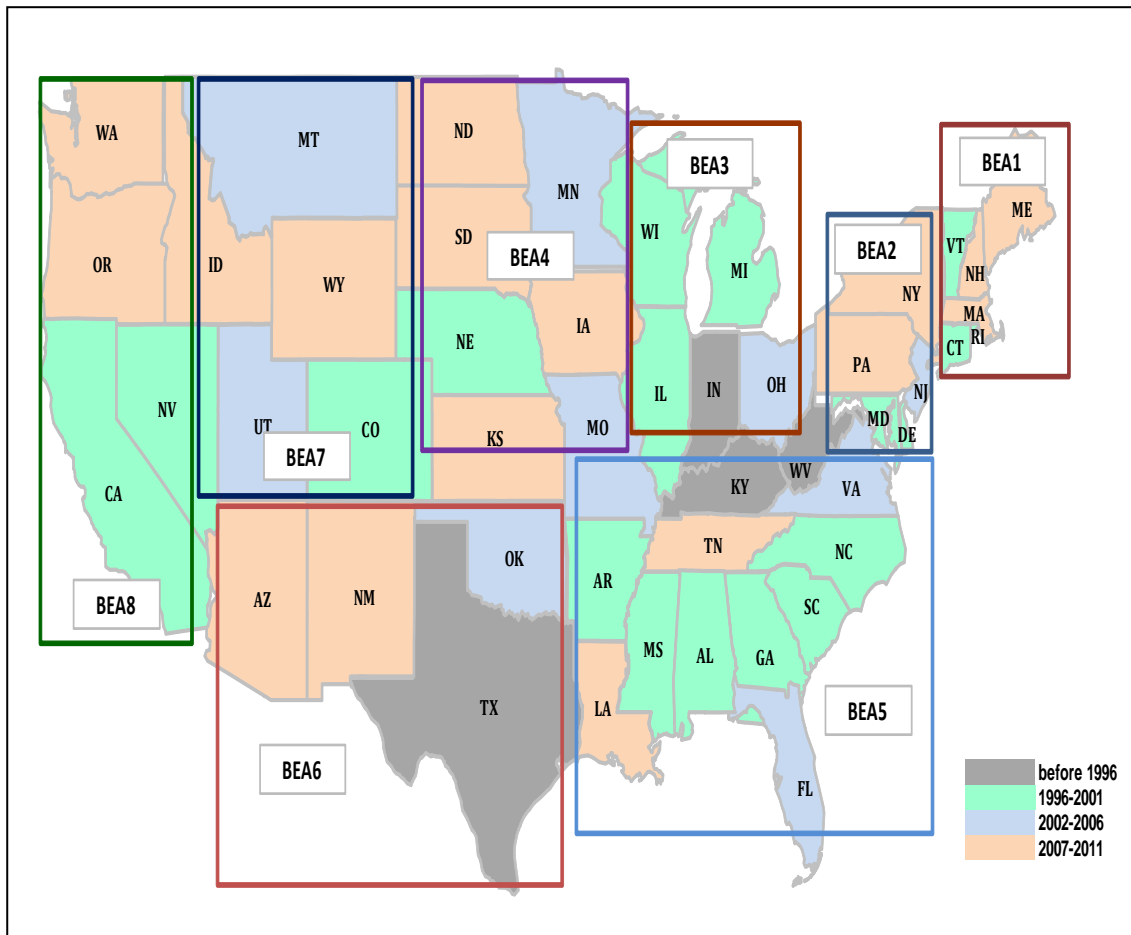 WA
MT
ND
MN
BEA3
BEA1
ME
WI
VT
SD
BEA4
MI
BEA2
OR
ID
NH
WY
NY
IA
MA
RI
NE
CT
PA
IL
IN
OH
NJ
NV
UT
CO
KS
MO
MD
DE
BEA7
WV
KY
VA
CA
OK
TN
NC
AR
BEA8
AZ
NM
SC
MS
AL
GA
TX
LA
BEA5
BEA6
FL
before 1996
1996-2001
2002-2006
2007-2011